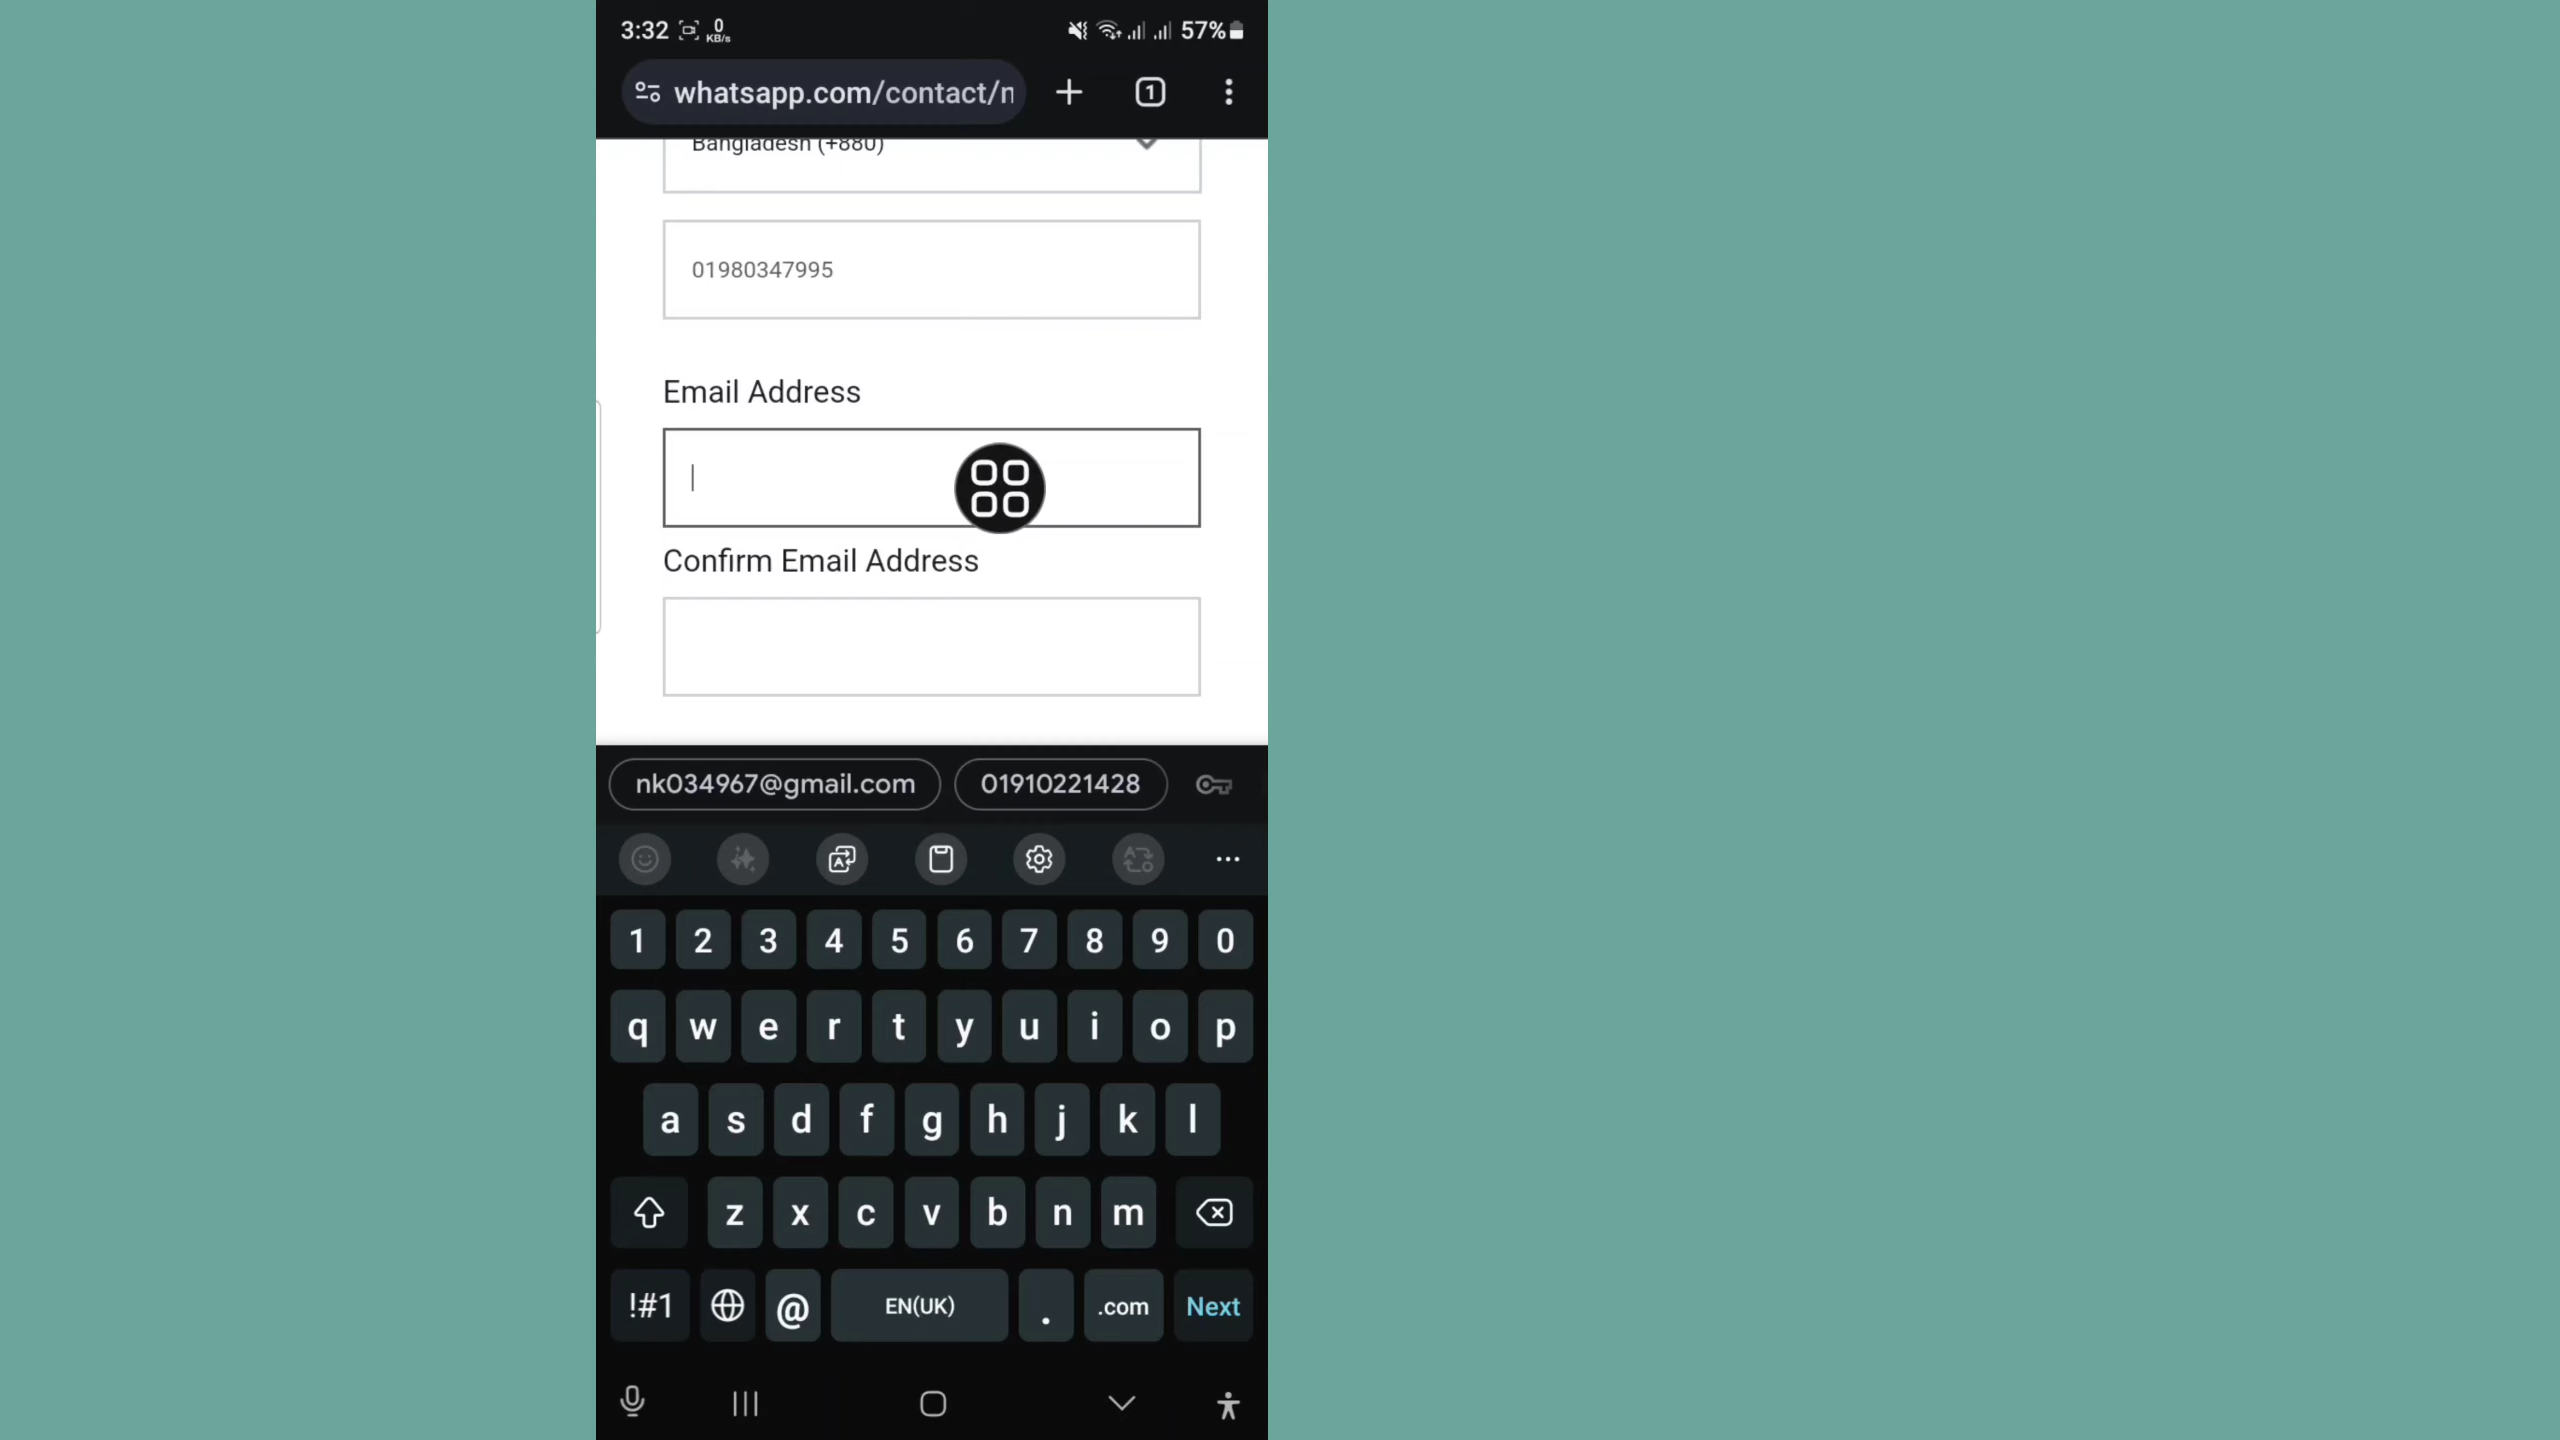 3:32 0 KB/s 57%
whatsapp.com/contact/n 1
Bangladesh (+880)
01980347995
Email Address
Confirm Email Address
nk034967@gmail.com 01910221428
1 2 3 4 5 6 7 8 9 0
q w e r t y u i o p
a s d f g h j k l
z x c v b n m
!#1 @ EN(UK) . .com Next